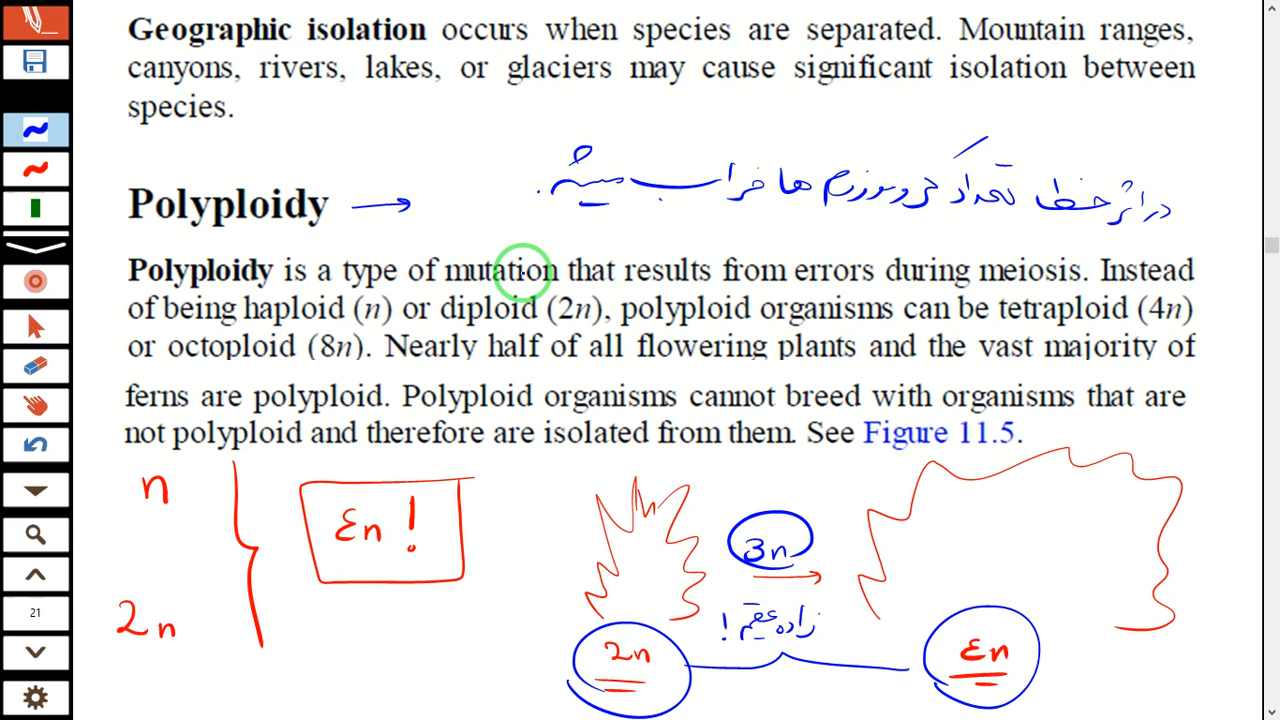 Geographic isolation occurs when species are separated. Mountain ranges,
canyons, rivers, lakes, or glaciers may cause significant isolation between
species.
Polyploidy → در اثر خطا تعداد کروموزوم ها خراب میشه.
Polyploidy is a type of mutation that results from errors during meiosis. Instead
of being haploid (n) or diploid (2n), polyploid organisms can be tetraploid (4n)
or octoploid (8n). Nearly half of all flowering plants and the vast majority of
ferns are polyploid. Polyploid organisms cannot breed with organisms that are
not polyploid and therefore are isolated from them. See Figure 11.5.
n
٤n !
3n
زاده عقیم !
2n
2n
٤n
21